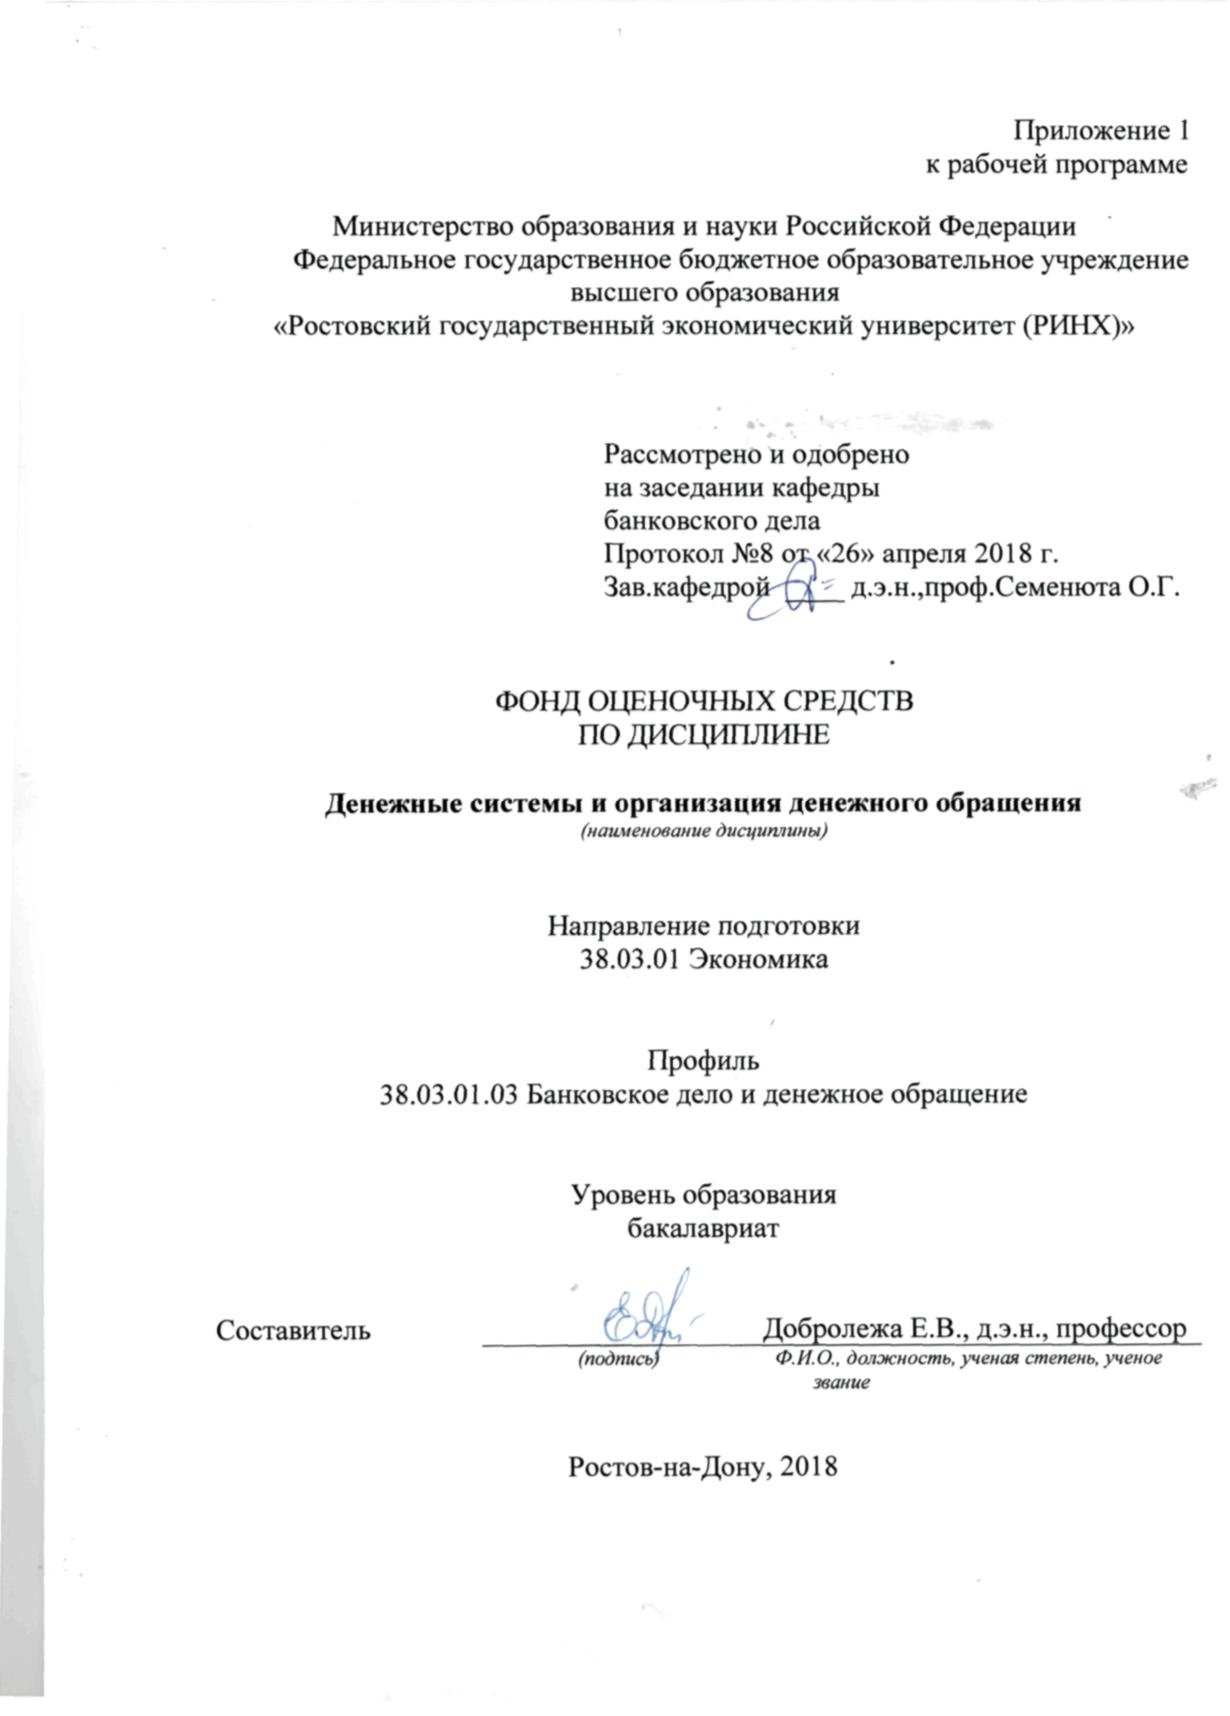 Приложение 1
к рабочей программе
Министерство образования и науки Российской Федерации
Федеральное государственное бюджетное образовательное учреждение
высшего образования
«Ростовский государственный экономический университет (РИНХ)»
Рассмотрено и одобрено
на заседании кафедры
банковского дела
Протокол №8 от «26» апреля 2018 г.
Зав.кафедрой _____ д.э.н.,проф.Семенюта О.Г.
ФОНД ОЦЕНОЧНЫХ СРЕДСТВ
ПО ДИСЦИПЛИНЕ
Денежные системы и организация денежного обращения
(наименование дисциплины)
Направление подготовки
38.03.01 Экономика
Профиль
38.03.01.03 Банковское дело и денежное обращение
Уровень образования
бакалавриат
Составитель Добролежа Е.В., д.э.н., профессор
(подпись) Ф.И.О., должность, ученая степень, ученое
звание
Ростов-на-Дону, 2018